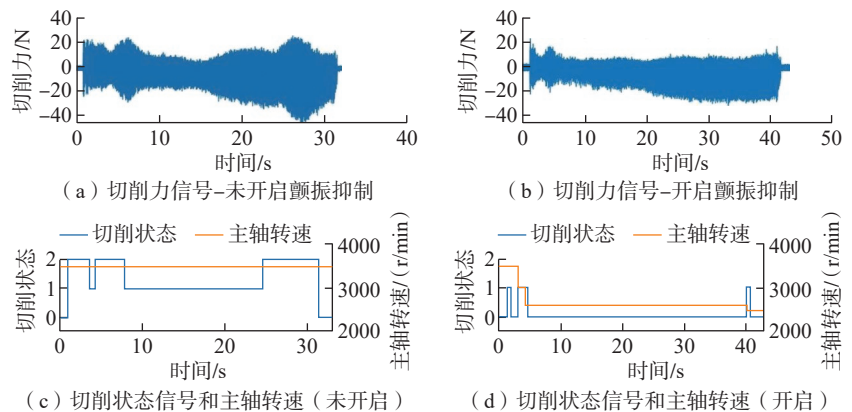 40
20
0
−20
−40
切削力/N
0 10 20 30 40
时间/s
（a）切削力信号−未开启颤振抑制
40
20
0
−20
−40
切削力/N
0 10 20 30 40 50
时间/s
（b）切削力信号−开启颤振抑制
切削状态 主轴转速
2
1
0
切削状态
4000
3000
2000
主轴转速/(r/min)
0 10 20 30
时间/s
（c）切削状态信号和主轴转速（未开启）
切削状态 主轴转速
2
1
0
切削状态
4000
3000
2000
主轴转速/(r/min)
0 10 20 30 40
时间/s
（d）切削状态信号和主轴转速（开启）